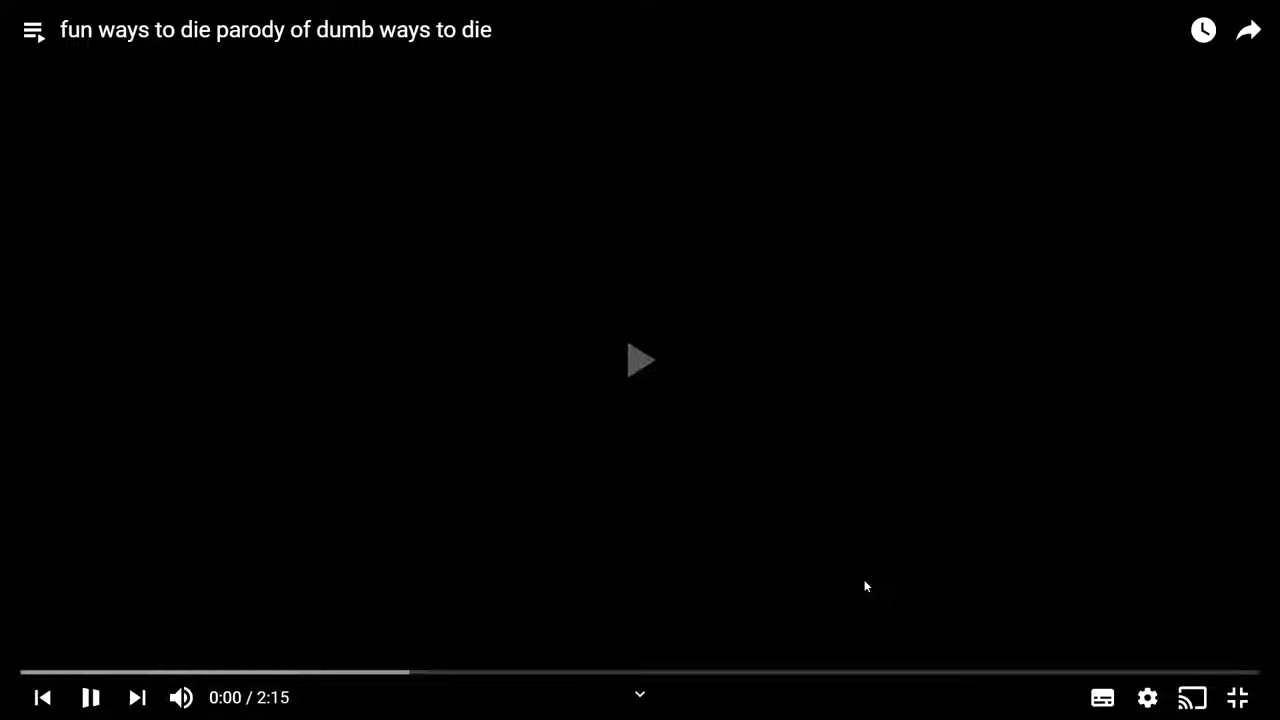 fun ways to die parody of dumb ways to die
0:00 / 2:15